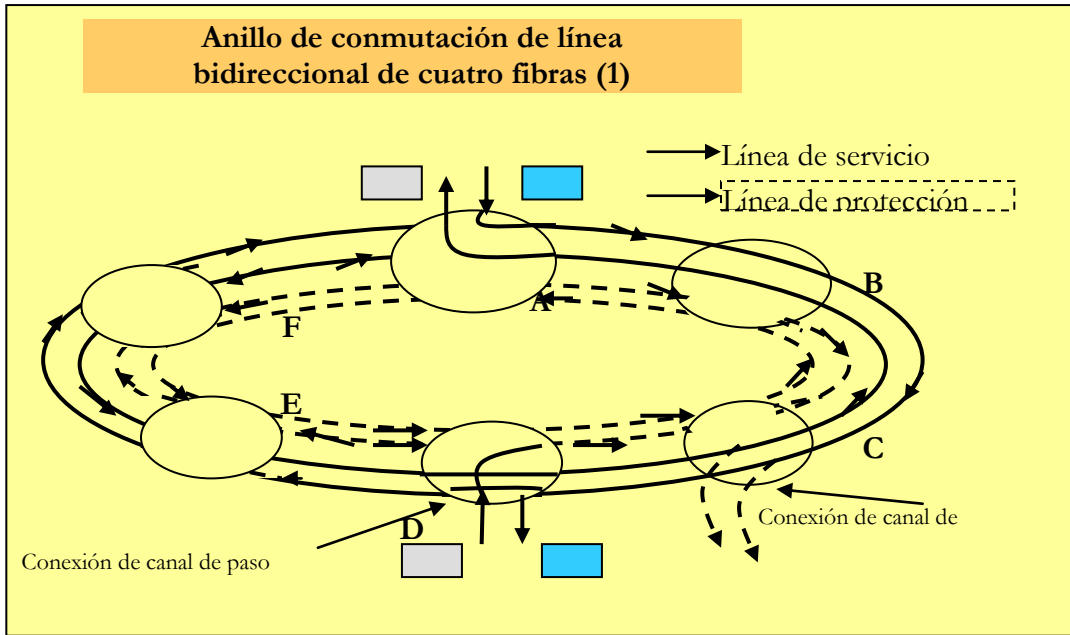 Anillo de conmutación de línea
bidireccional de cuatro fibras (1)
Línea de servicio
Línea de protección
B
A
F
E
C
D
Conexión de canal de
Conexión de canal de paso